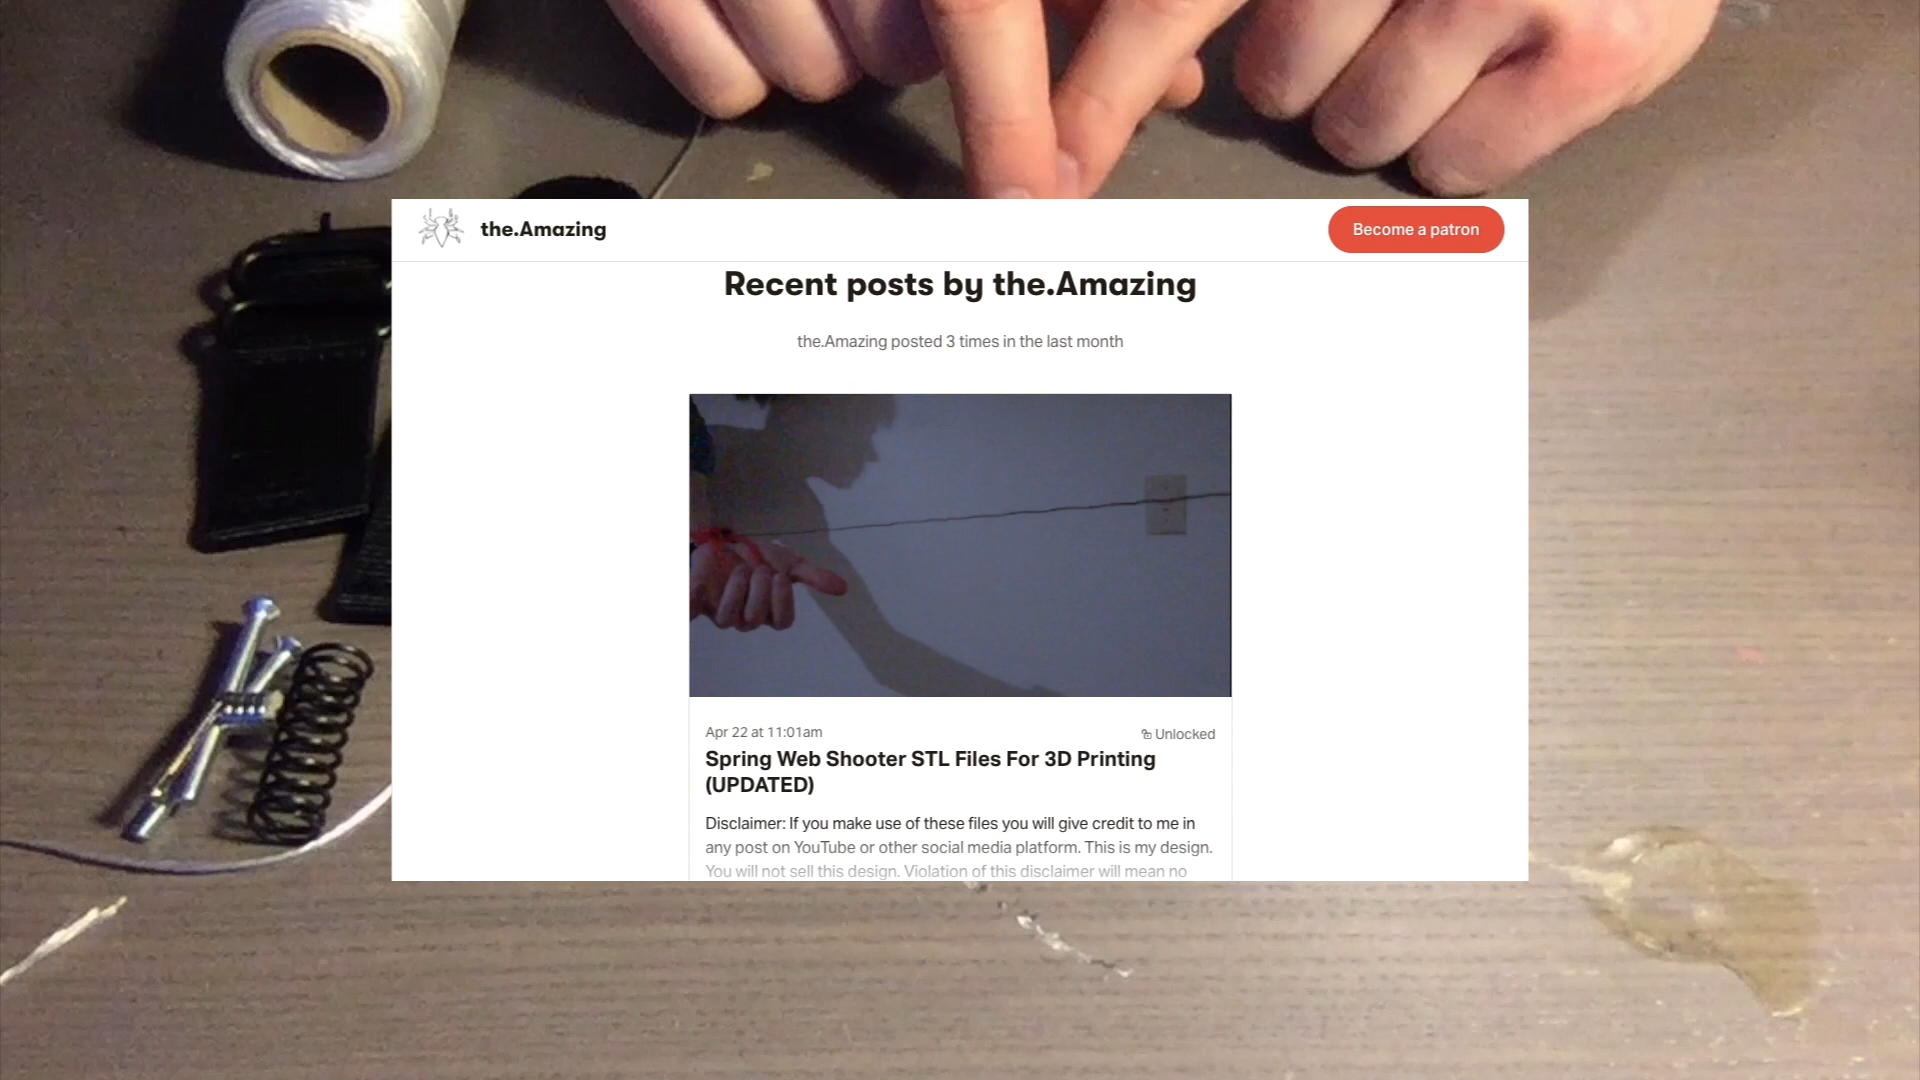 the.Amazing
Become a patron
Recent posts by the.Amazing
the.Amazing posted 3 times in the last month
Apr 22 at 11:01am
Unlocked
Spring Web Shooter STL Files For 3D Printing
(UPDATED)
Disclaimer: If you make use of these files you will give credit to me in
any post on YouTube or other social media platform. This is my design.
You will not sell this design. Violation of this disclaimer will mean no